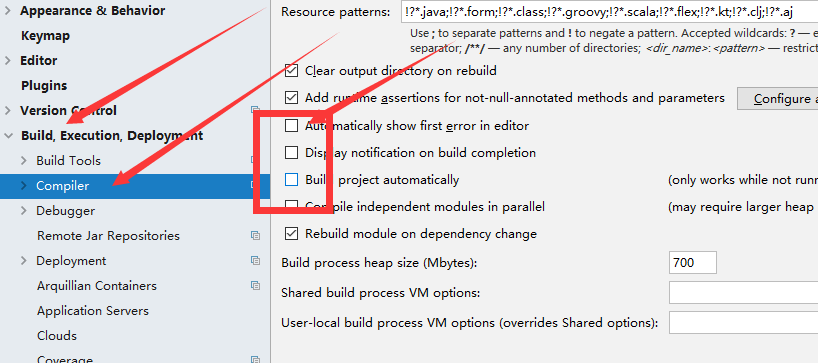 Appearance & Behavior
Keymap
Editor
Plugins
Version Control
Build, Execution, Deployment
Build Tools
Compiler
Debugger
Remote Jar Repositories
Deployment
Arquillian Containers
Application Servers
Clouds
Coverage
Resource patterns: !?*.java;!?*.form;!?*.class;!?*.groovy;!?*.scala;!?*.flex;!?*.kt;!?*.clj;!?*.aj
Use ; to separate patterns and ! to negate a pattern. Accepted wildcards: ? — e
separator; /**/ — any number of directories; <dir_name>:<pattern> — restrict
Clear output directory on rebuild
Add runtime assertions for not-null-annotated methods and parameters Configure a
Automatically show first error in editor
Display notification on build completion
Build project automatically (only works while not runn
Compile independent modules in parallel (may require larger heap
Rebuild module on dependency change
Build process heap size (Mbytes): 700
Shared build process VM options:
User-local build process VM options (overrides Shared options):